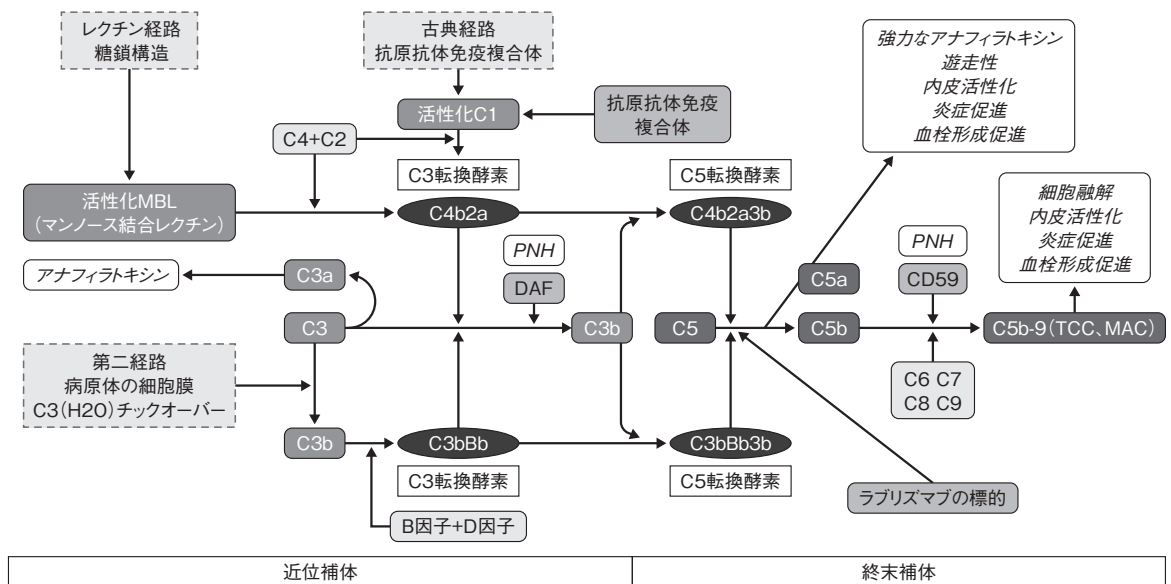 レクチン経路
糖鎖構造
古典経路
抗原抗体免疫複合体
強力なアナフィラトキシン
遊走性
内皮活性化
炎症促進
血栓形成促進
活性化C1
抗原抗体免疫
複合体
C4+C2
C3転換酵素
C5転換酵素
活性化MBL
(マンノース結合レクチン)
C4b2a
C4b2a3b
細胞融解
内皮活性化
炎症促進
血栓形成促進
アナフィラトキシン
C3a
PNH
DAF
C5a
PNH
CD59
C3
C3b
C5
C5b
C5b-9(TCC、MAC)
第二経路
病原体の細胞膜
C3(H20)チックオーバー
C6 C7
C8 C9
C3b
C3bBb
C3bBb3b
C3転換酵素
C5転換酵素
ラブリズマブの標的
B因子+D因子
近位補体
終末補体